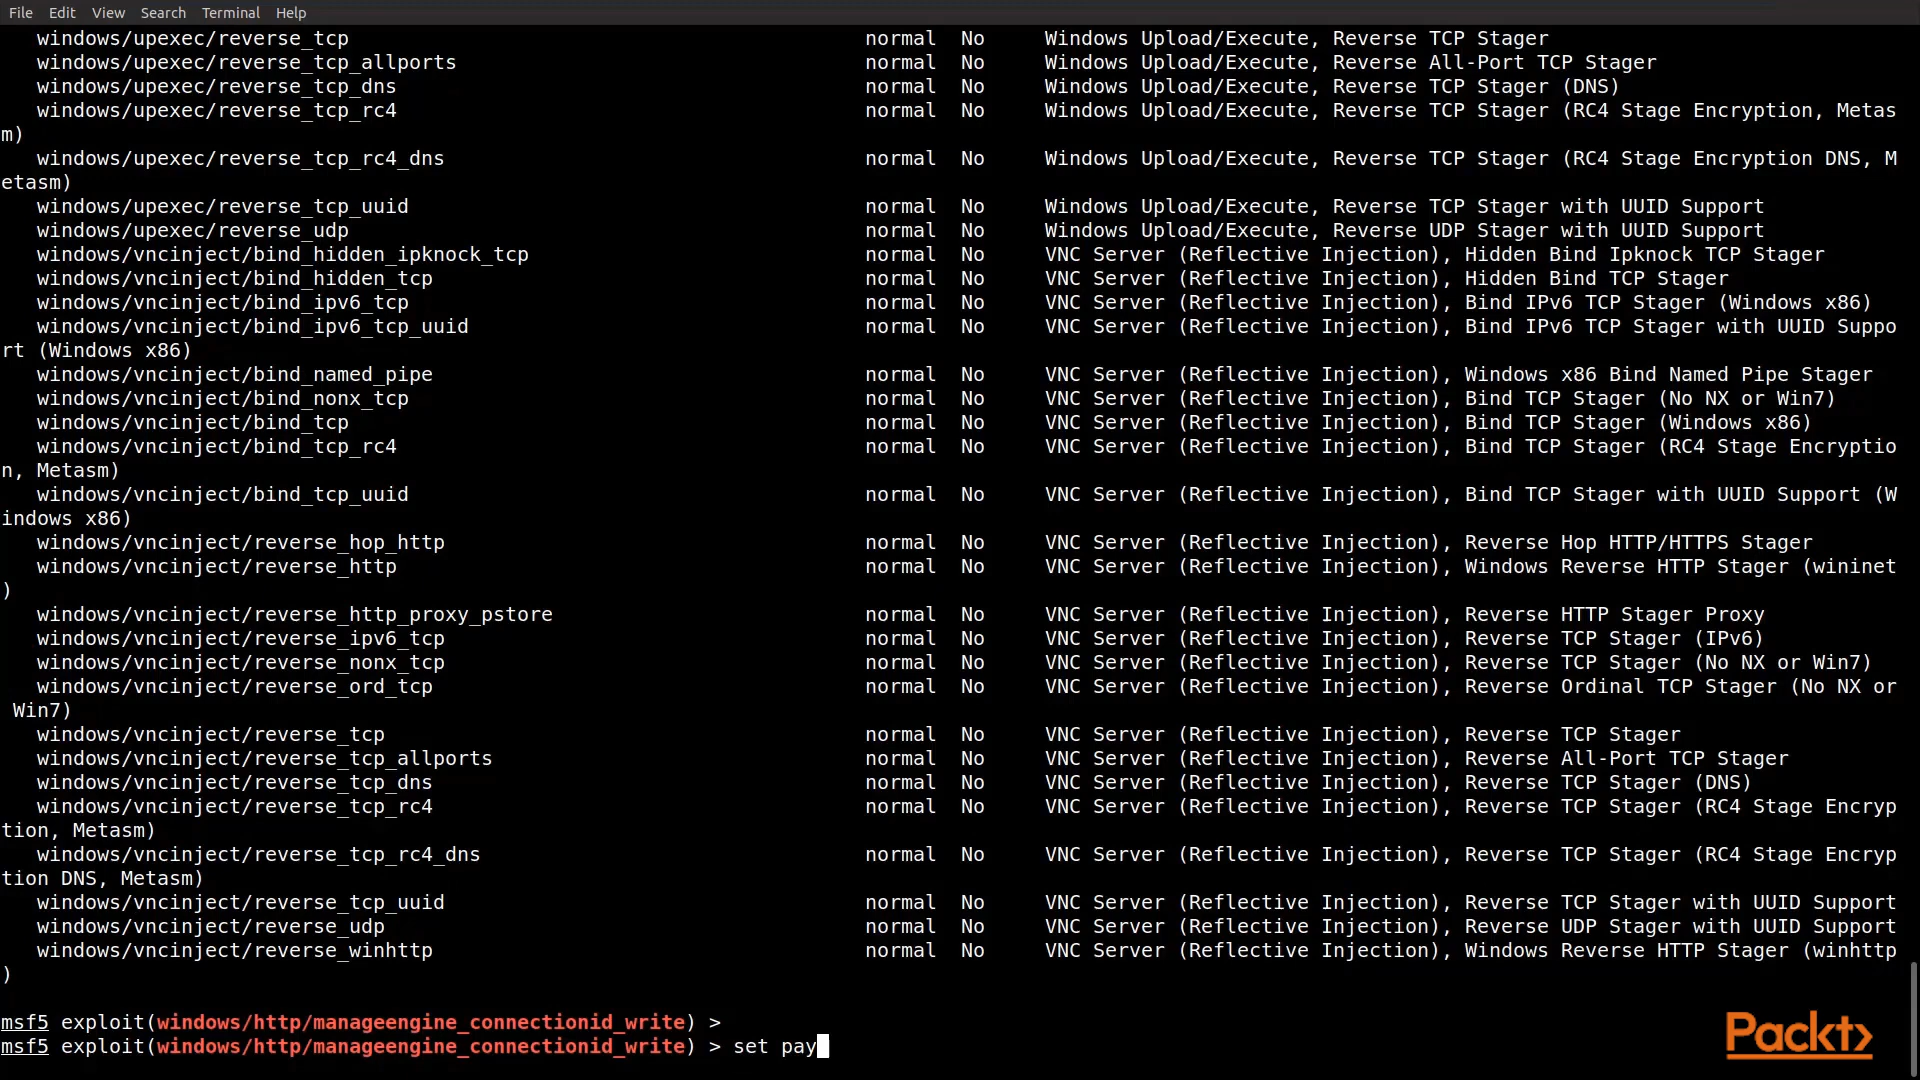 File Edit View Search Terminal Help
windows/upexec/reverse_tcp normal No Windows Upload/Execute, Reverse TCP Stager
windows/upexec/reverse_tcp_allports normal No Windows Upload/Execute, Reverse All-Port TCP Stager
windows/upexec/reverse_tcp_dns normal No Windows Upload/Execute, Reverse TCP Stager (DNS)
windows/upexec/reverse_tcp_rc4 normal No Windows Upload/Execute, Reverse TCP Stager (RC4 Stage Encryption, Metas
m)
windows/upexec/reverse_tcp_rc4_dns normal No Windows Upload/Execute, Reverse TCP Stager (RC4 Stage Encryption DNS, M
etasm)
windows/upexec/reverse_tcp_uuid normal No Windows Upload/Execute, Reverse TCP Stager with UUID Support
windows/upexec/reverse_udp normal No Windows Upload/Execute, Reverse UDP Stager with UUID Support
windows/vncinject/bind_hidden_ipknock_tcp normal No VNC Server (Reflective Injection), Hidden Bind Ipknock TCP Stager
windows/vncinject/bind_hidden_tcp normal No VNC Server (Reflective Injection), Hidden Bind TCP Stager
windows/vncinject/bind_ipv6_tcp normal No VNC Server (Reflective Injection), Bind IPv6 TCP Stager (Windows x86)
windows/vncinject/bind_ipv6_tcp_uuid normal No VNC Server (Reflective Injection), Bind IPv6 TCP Stager with UUID Suppo
rt (Windows x86)
windows/vncinject/bind_named_pipe normal No VNC Server (Reflective Injection), Windows x86 Bind Named Pipe Stager
windows/vncinject/bind_nonx_tcp normal No VNC Server (Reflective Injection), Bind TCP Stager (No NX or Win7)
windows/vncinject/bind_tcp normal No VNC Server (Reflective Injection), Bind TCP Stager (Windows x86)
windows/vncinject/bind_tcp_rc4 normal No VNC Server (Reflective Injection), Bind TCP Stager (RC4 Stage Encryptio
n, Metasm)
windows/vncinject/bind_tcp_uuid normal No VNC Server (Reflective Injection), Bind TCP Stager with UUID Support (W
indows x86)
windows/vncinject/reverse_hop_http normal No VNC Server (Reflective Injection), Reverse Hop HTTP/HTTPS Stager
windows/vncinject/reverse_http normal No VNC Server (Reflective Injection), Windows Reverse HTTP Stager (wininet
)
windows/vncinject/reverse_http_proxy_pstore normal No VNC Server (Reflective Injection), Reverse HTTP Stager Proxy
windows/vncinject/reverse_ipv6_tcp normal No VNC Server (Reflective Injection), Reverse TCP Stager (IPv6)
windows/vncinject/reverse_nonx_tcp normal No VNC Server (Reflective Injection), Reverse TCP Stager (No NX or Win7)
windows/vncinject/reverse_ord_tcp normal No VNC Server (Reflective Injection), Reverse Ordinal TCP Stager (No NX or
Win7)
windows/vncinject/reverse_tcp normal No VNC Server (Reflective Injection), Reverse TCP Stager
windows/vncinject/reverse_tcp_allports normal No VNC Server (Reflective Injection), Reverse All-Port TCP Stager
windows/vncinject/reverse_tcp_dns normal No VNC Server (Reflective Injection), Reverse TCP Stager (DNS)
windows/vncinject/reverse_tcp_rc4 normal No VNC Server (Reflective Injection), Reverse TCP Stager (RC4 Stage Encryp
tion, Metasm)
windows/vncinject/reverse_tcp_rc4_dns normal No VNC Server (Reflective Injection), Reverse TCP Stager (RC4 Stage Encryp
tion DNS, Metasm)
windows/vncinject/reverse_tcp_uuid normal No VNC Server (Reflective Injection), Reverse TCP Stager with UUID Support
windows/vncinject/reverse_udp normal No VNC Server (Reflective Injection), Reverse UDP Stager with UUID Support
windows/vncinject/reverse_winhttp normal No VNC Server (Reflective Injection), Windows Reverse HTTP Stager (winhttp
)
msf5 exploit(windows/http/manageengine_connectionid_write) >
msf5 exploit(windows/http/manageengine_connectionid_write) > set pay
Packt>